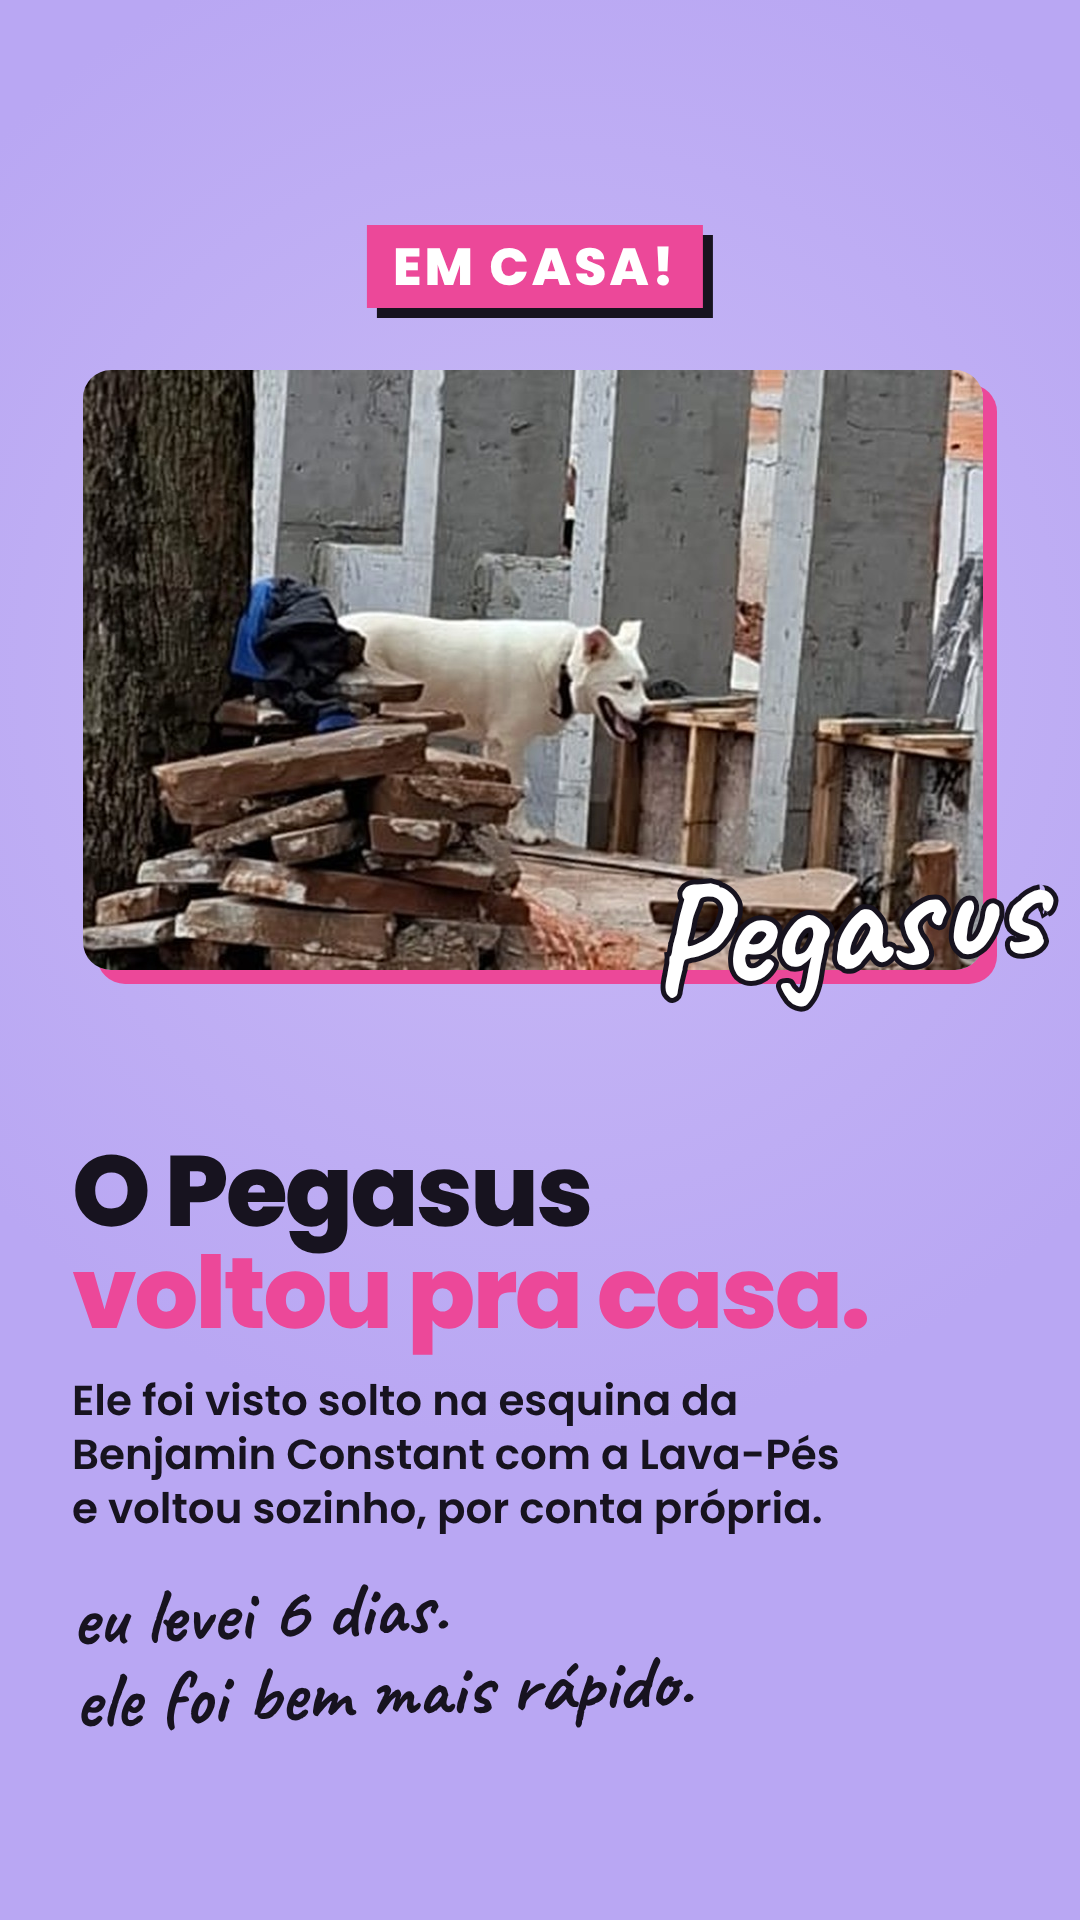 EM CASA!
Pegasus
O Pegasus
voltou pra casa.
Ele foi visto solto na esquina da
Benjamin Constant com a Lava-Pés
e voltou sozinho, por conta própria.
eu levei 6 dias.
ele foi bem mais rápido.